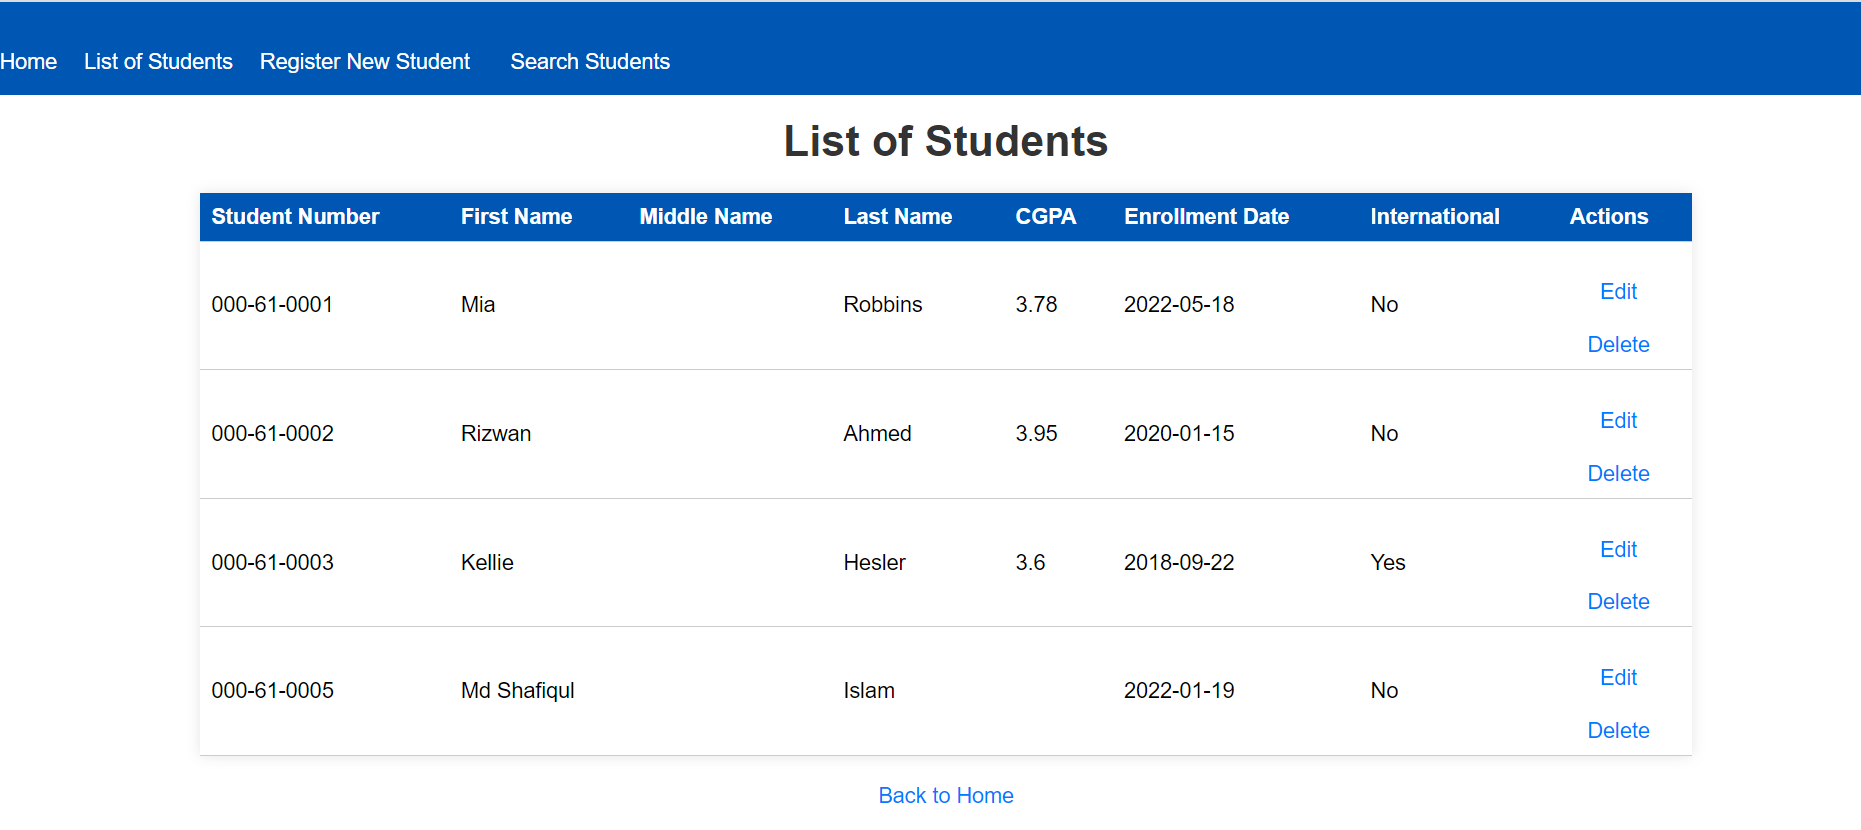 Home List of Students Register New Student Search Students
List of Students
Student Number First Name Middle Name Last Name CGPA Enrollment Date International Actions
000-61-0001 Mia Robbins 3.78 2022-05-18 No Edit
Delete
000-61-0002 Rizwan Ahmed 3.95 2020-01-15 No Edit
Delete
000-61-0003 Kellie Hesler 3.6 2018-09-22 Yes Edit
Delete
000-61-0005 Md Shafiqul Islam 2022-01-19 No Edit
Delete
Back to Home